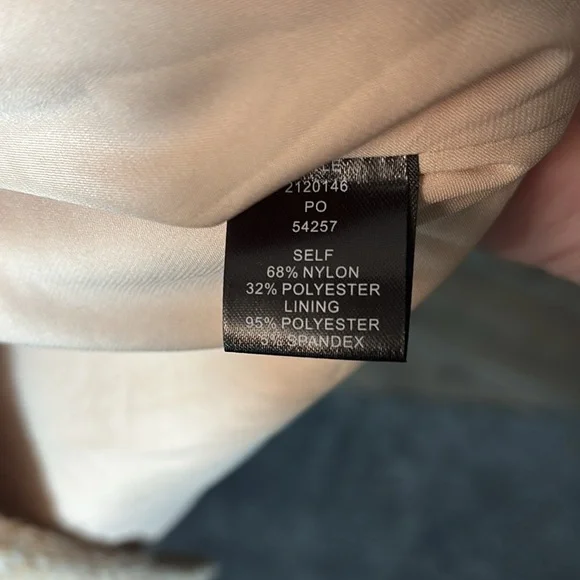 2120146
PO
54257
SELF
68% NYLON
32% POLYESTER
LINING
95% POLYESTER
5% SPANDEX